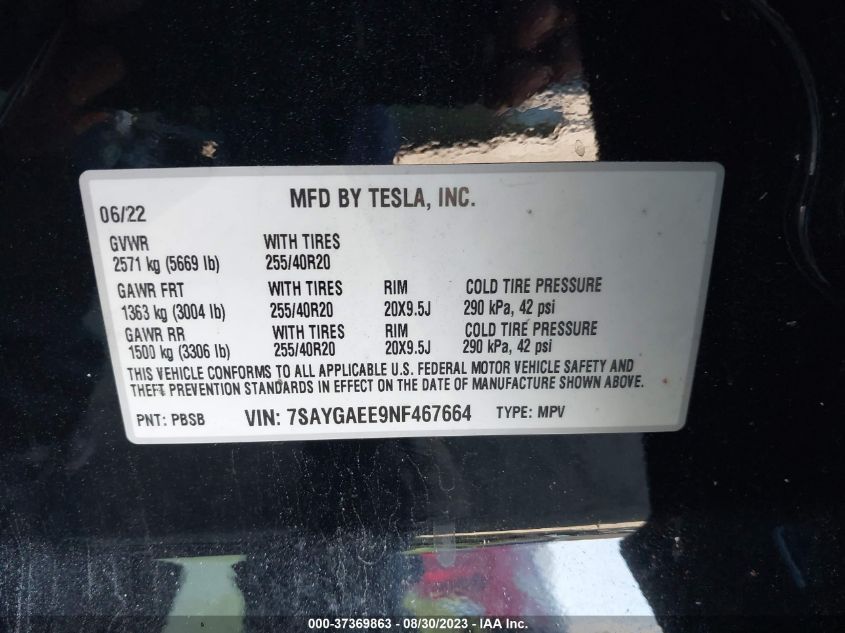 MFD BY TESLA, INC.
06/22
GVWR WITH TIRES
2571 kg (5669 lb) 255/40R20
GAWR FRT WITH TIRES RIM COLD TIRE PRESSURE
1363 kg (3004 lb) 255/40R20 20X9.5J 290 kPa, 42 psi
GAWR RR WITH TIRES RIM COLD TIRE PRESSURE
1500 kg (3306 lb) 255/40R20 20X9.5J 290 kPa, 42 psi
THIS VEHICLE CONFORMS TO ALL APPLICABLE U.S. FEDERAL MOTOR VEHICLE SAFETY AND
THEFT PREVENTION STANDARDS IN EFFECT ON THE DATE OF MANUFACTURE SHOWN ABOVE.
PNT: PBSB VIN: 7SAYGAEE9NF467664 TYPE: MPV
000-37369863 - 08/30/2023 - IAA Inc.